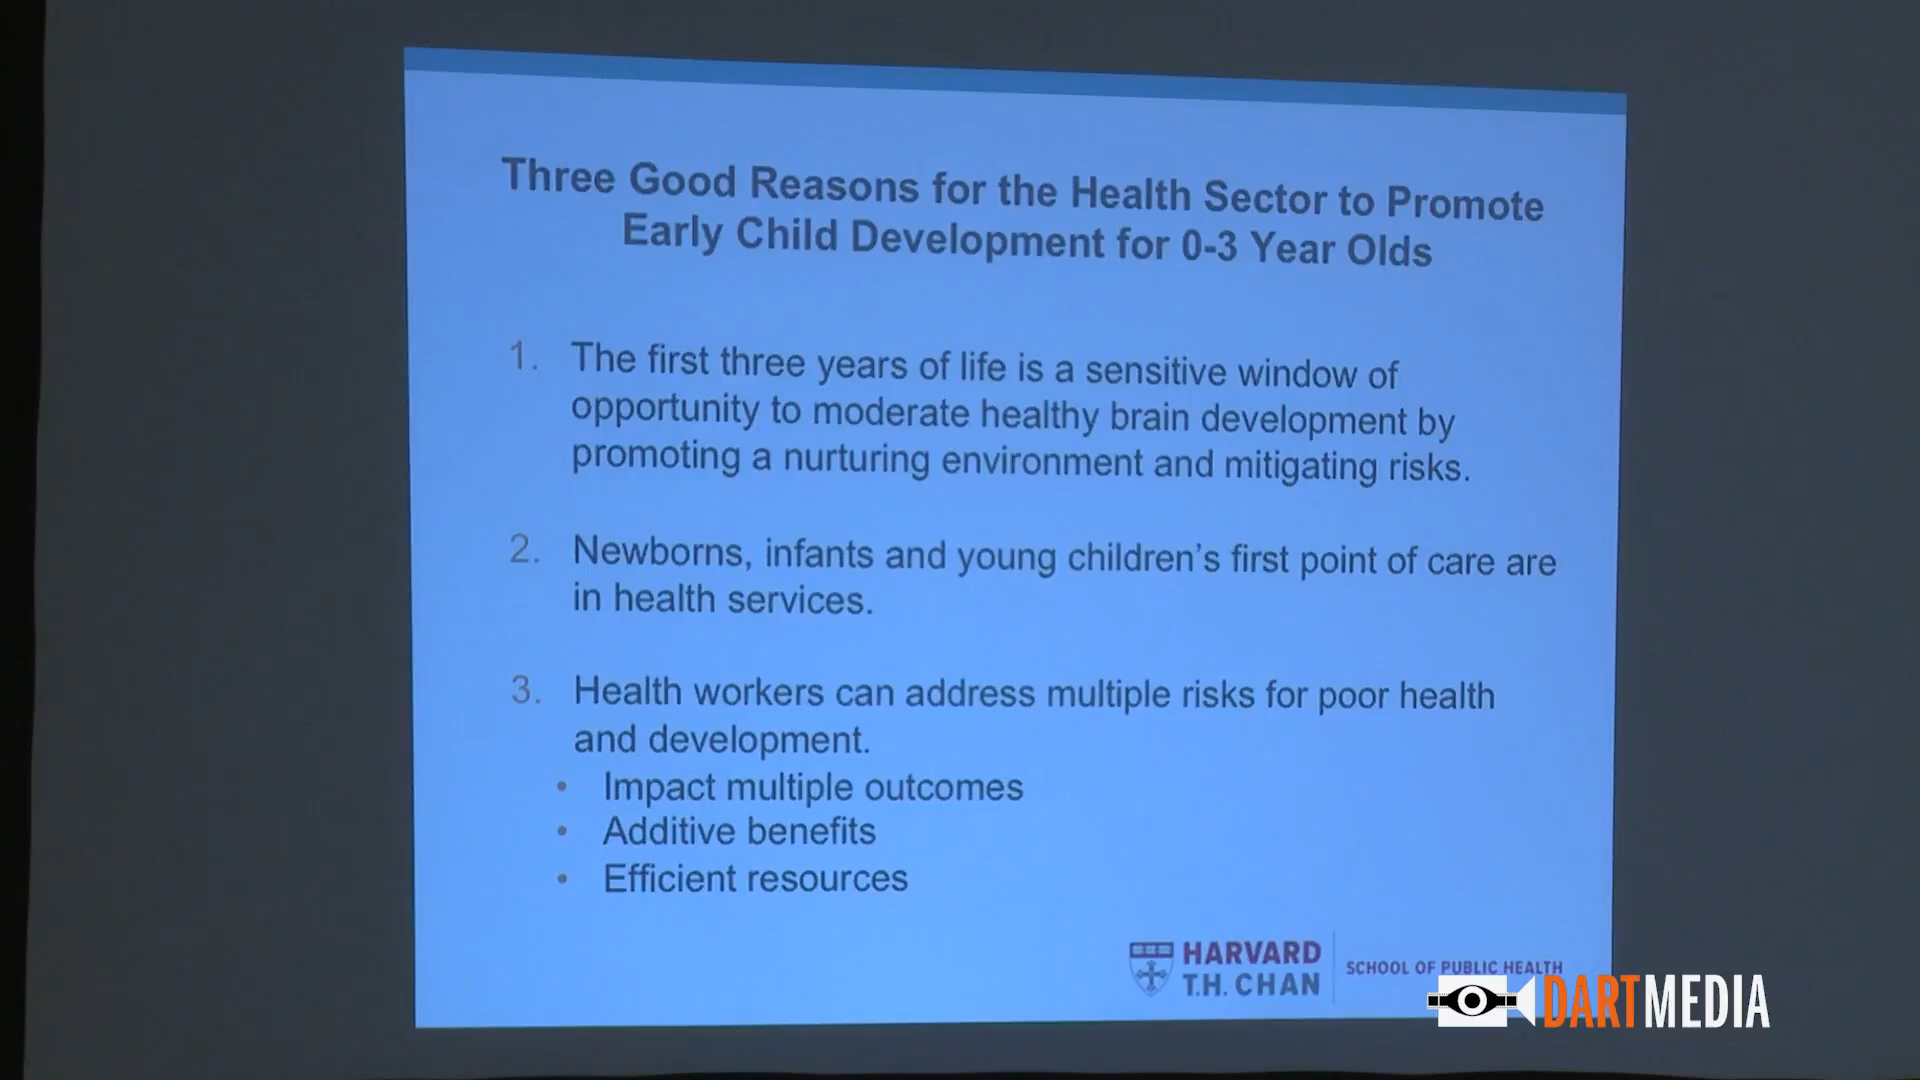 Three Good Reasons for the Health Sector to Promote
Early Child Development for 0-3 Year Olds
1. The first three years of life is a sensitive window of
opportunity to moderate healthy brain development by
promoting a nurturing environment and mitigating risks.
2. Newborns, infants and young children's first point of care are
in health services.
3. Health workers can address multiple risks for poor health
and development.
• Impact multiple outcomes
• Additive benefits
• Efficient resources
HARVARD
T.H. CHAN
SCHOOL OF PUBLIC HEALTH
DARTMEDIA